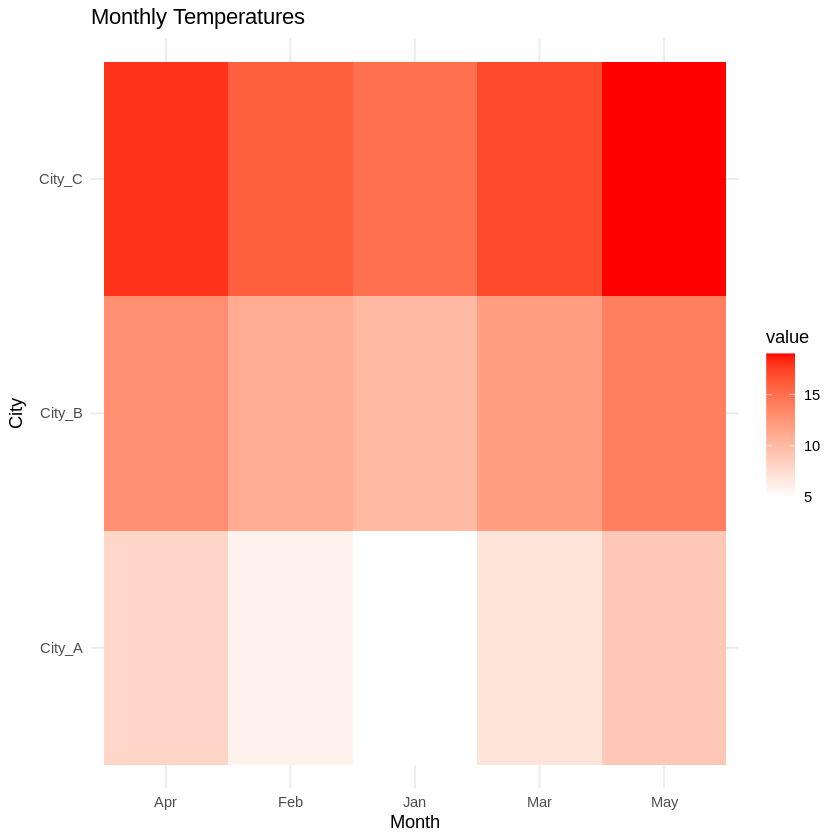 Monthly Temperatures
City_C
City_B
City_A
City
Apr
Feb
Jan
Mar
May
Month
value
15
10
5